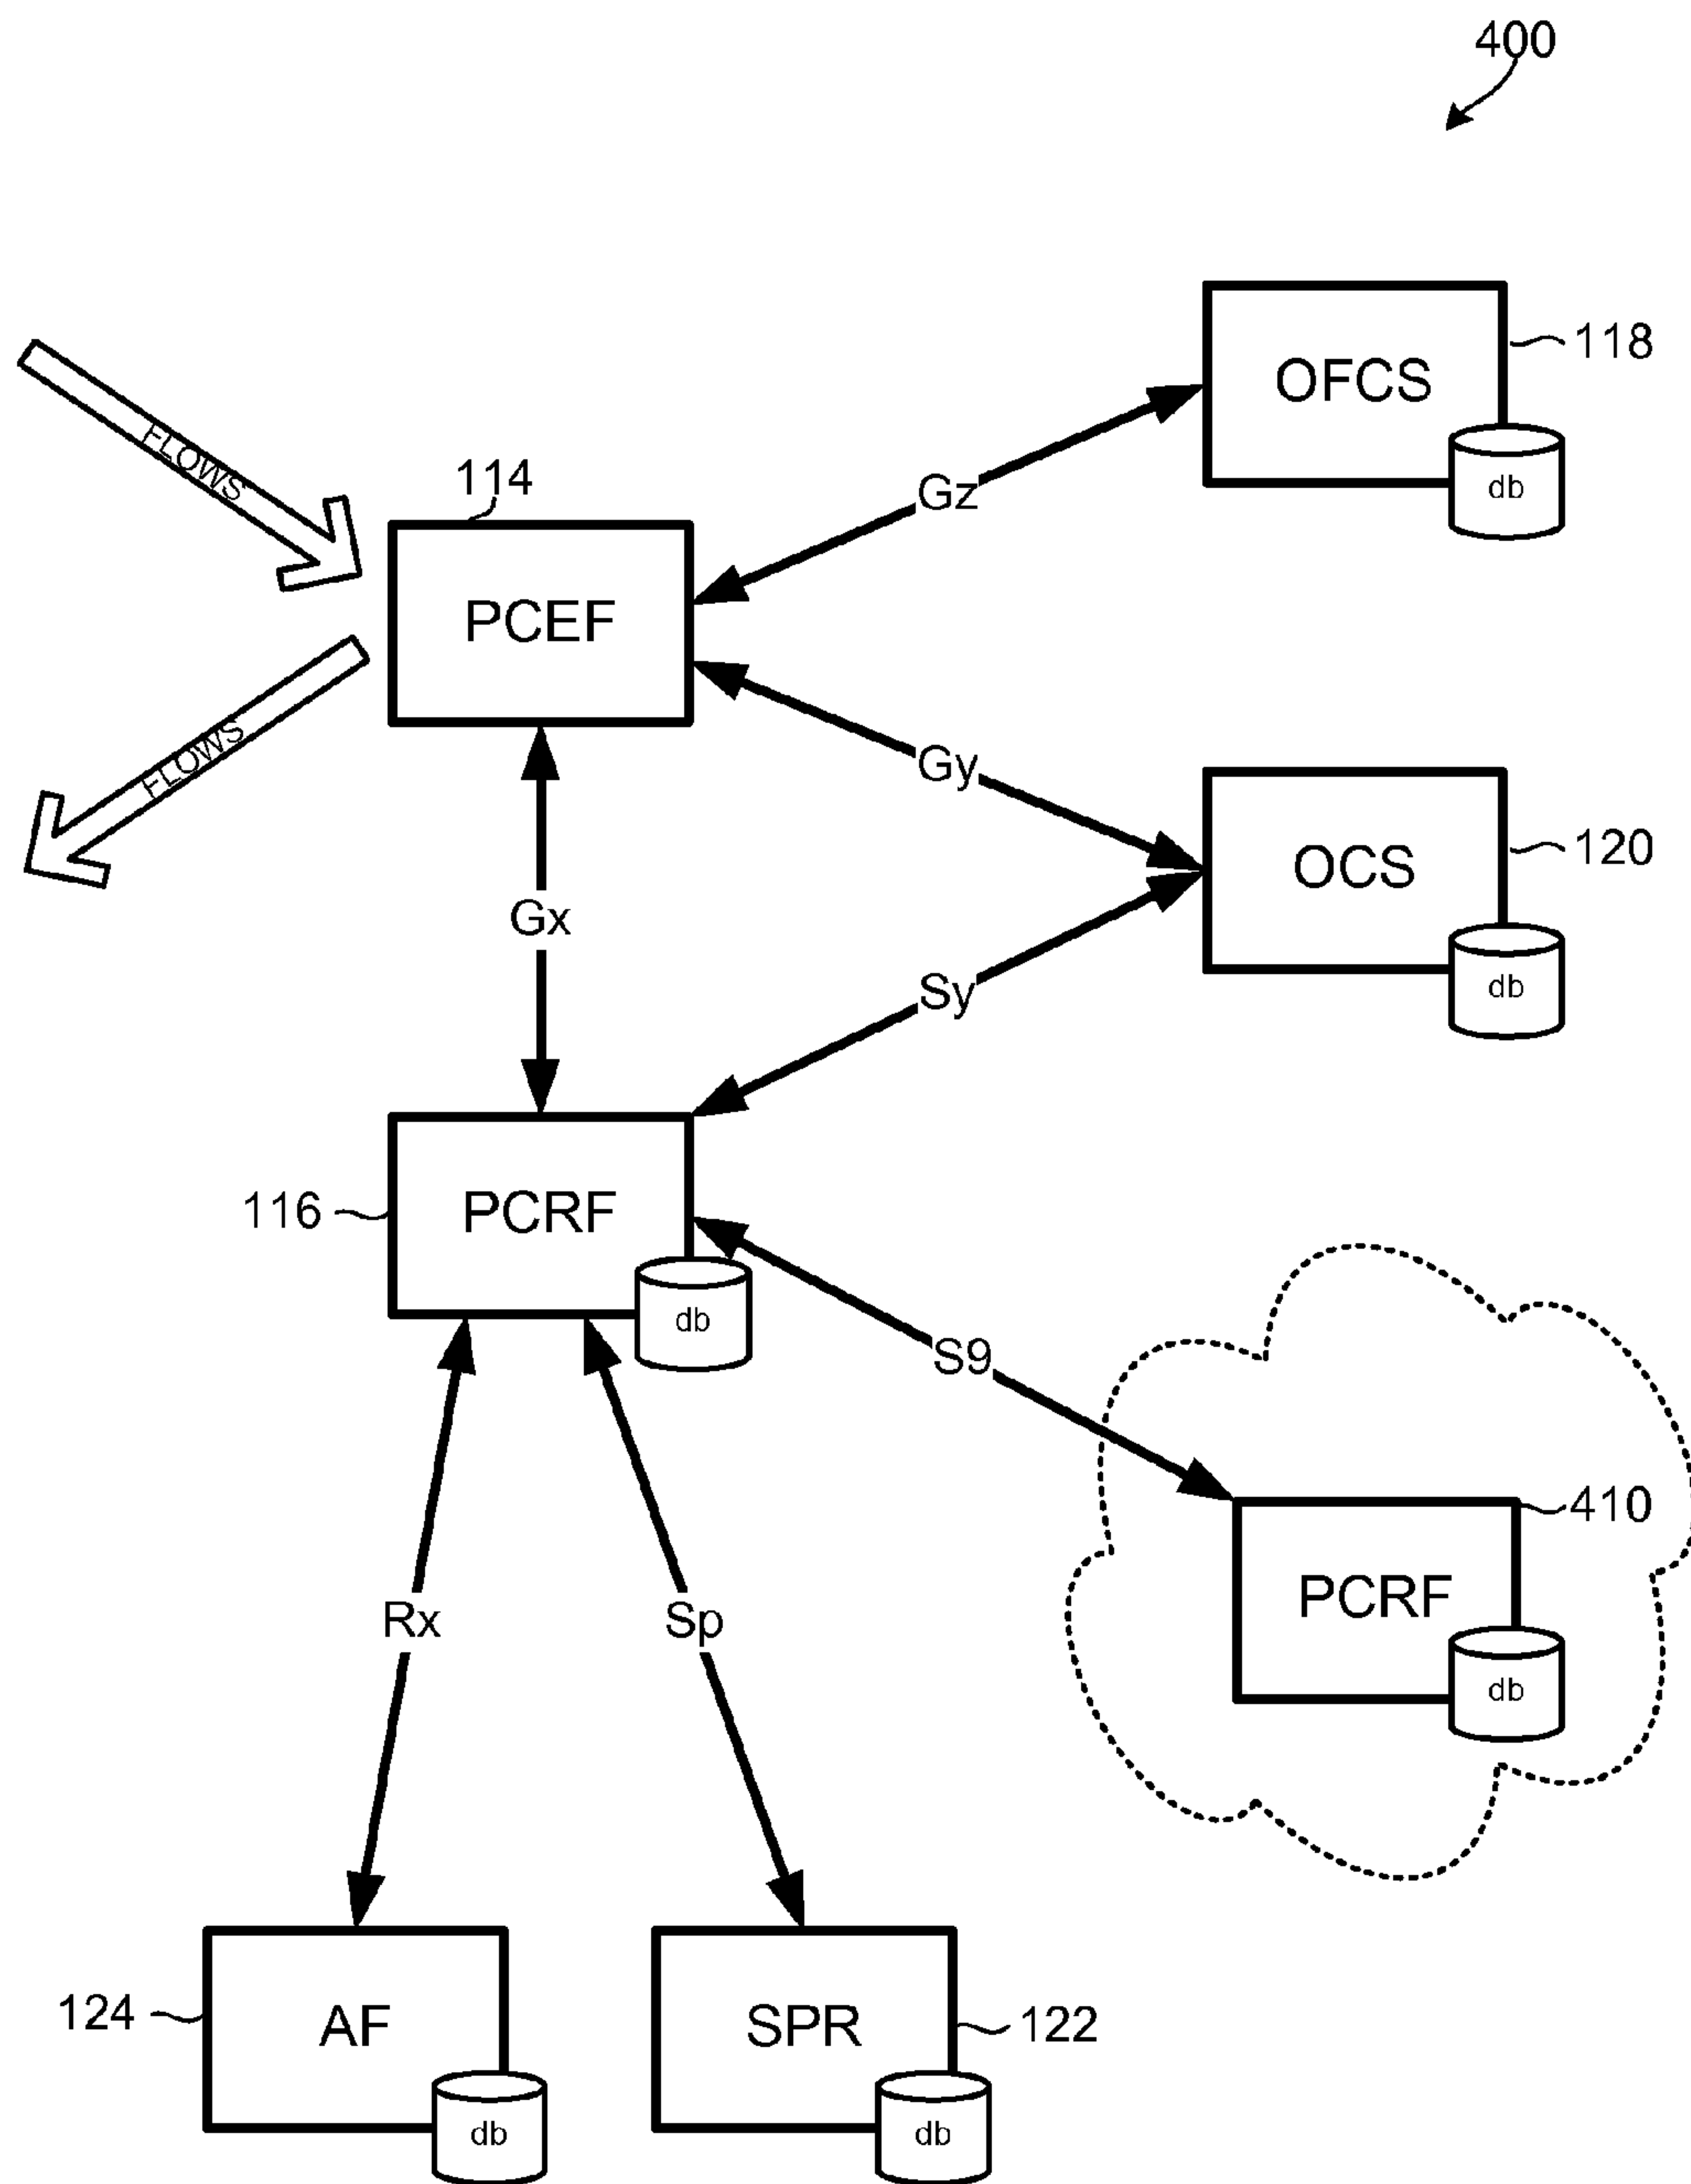 400
OFCS
118
db
FLOWS
114
Gz
PCEF
FLOWS
Gy
OCS
120
db
Gx
Sy
116
PCRF
db
S9
410
PCRF
db
Rx
Sp
124
AF
db
SPR
122
db